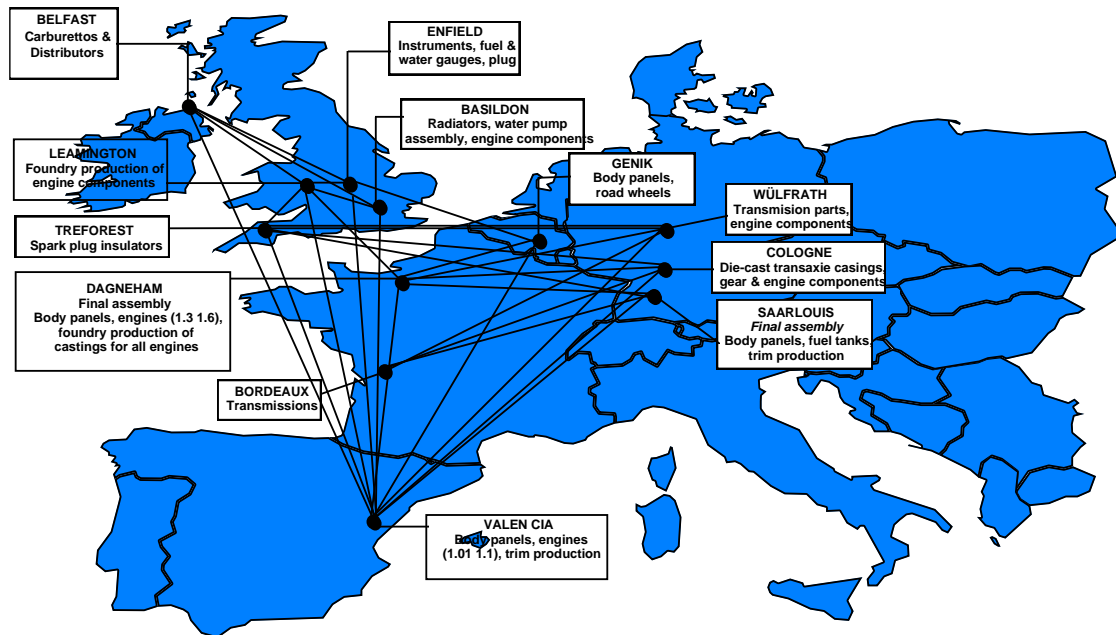 BELFAST
Carburettos &
Distributors
ENFIELD
Instruments, fuel &
water gauges, plug
BASILDON
Radiators, water pump
assembly, engine components
LEAMINGTON
Foundry production of
engine components
GENIK
Body panels,
road wheels
WÜLFRATH
Transmision parts,
engine components
TREFOREST
Spark plug insulators
COLOGNE
Die-cast transaxie casings,
gear & engine components
DAGNEHAM
Final assembly
Body panels, engines (1.3 1.6),
foundry production of
castings for all engines
SAARLOUIS
Final assembly
Body panels, fuel tanks,
trim production
BORDEAUX
Transmissions
VALEN CIA
Body panels, engines
(1.01 1.1), trim production